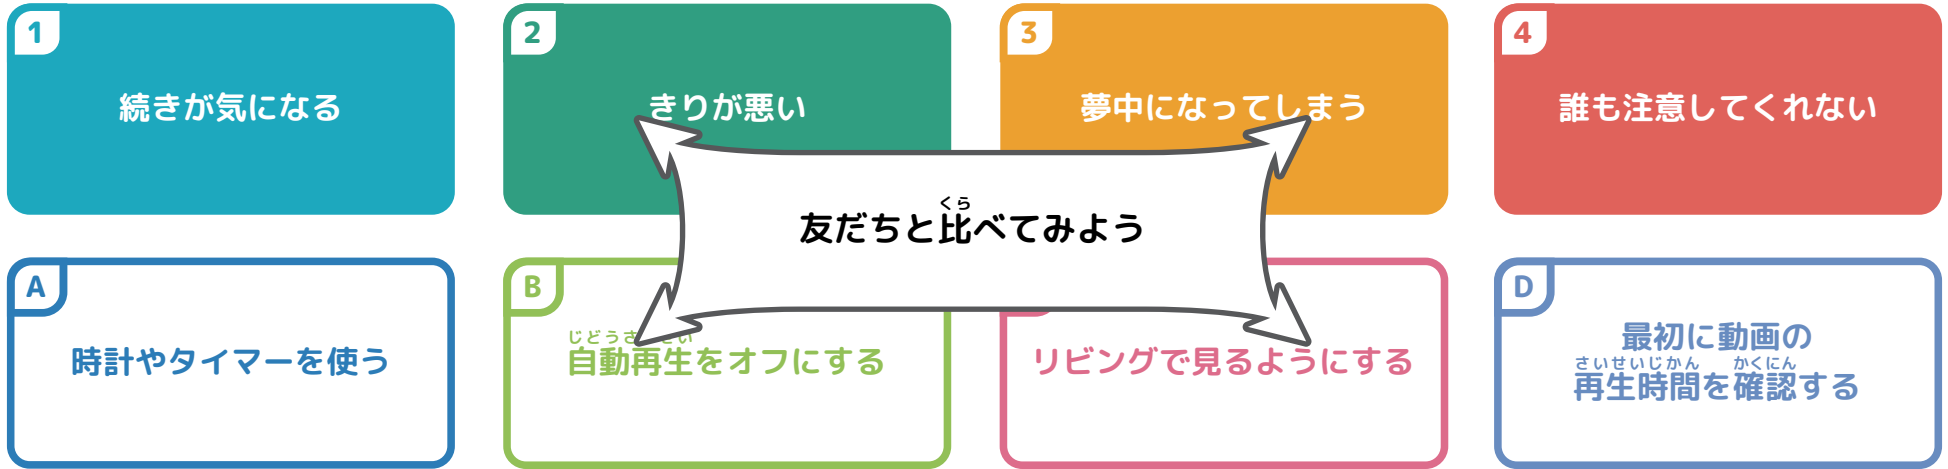 1
続きが気になる
2
きりが悪い
3
夢中になってしまう
4
誰も注意してくれない
くら
友だちと比べてみよう
A
時計やタイマーを使う
B
じどうさ
自動再生をオフにする
リビングで見るようにする
D
最初に動画の
さいせいじかん かくにん
再生時間を確認する